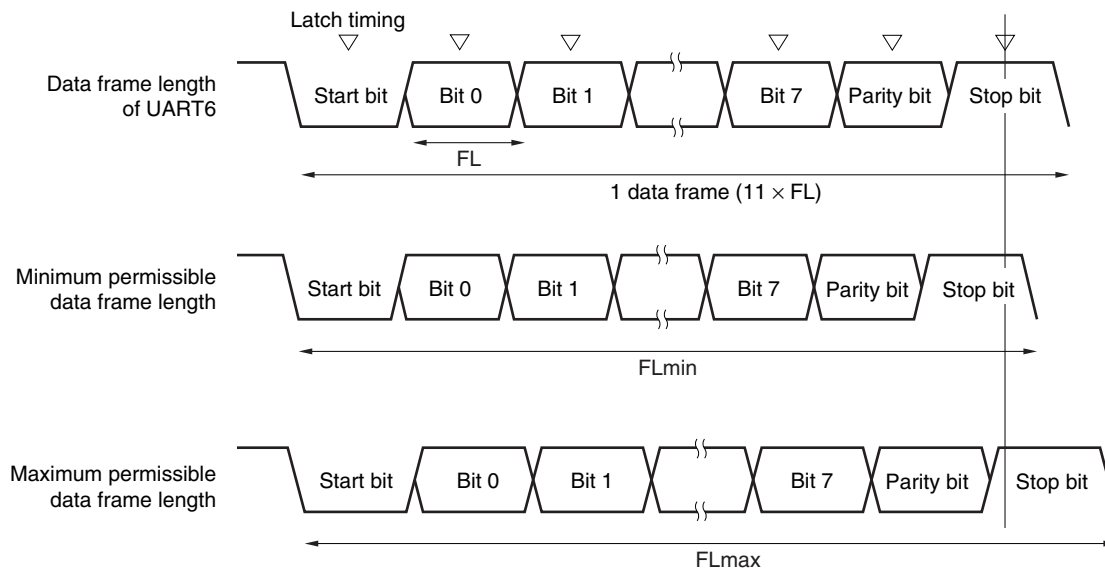 Latch timing
Data frame length
of UART6
Start bit
Bit 0
Bit 1
Bit 7
Parity bit
Stop bit
FL
1 data frame (11 × FL)
Minimum permissible
data frame length
Start bit
Bit 0
Bit 1
Bit 7
Parity bit
Stop bit
FLmin
Maximum permissible
data frame length
Start bit
Bit 0
Bit 1
Bit 7
Parity bit
Stop bit
FLmax